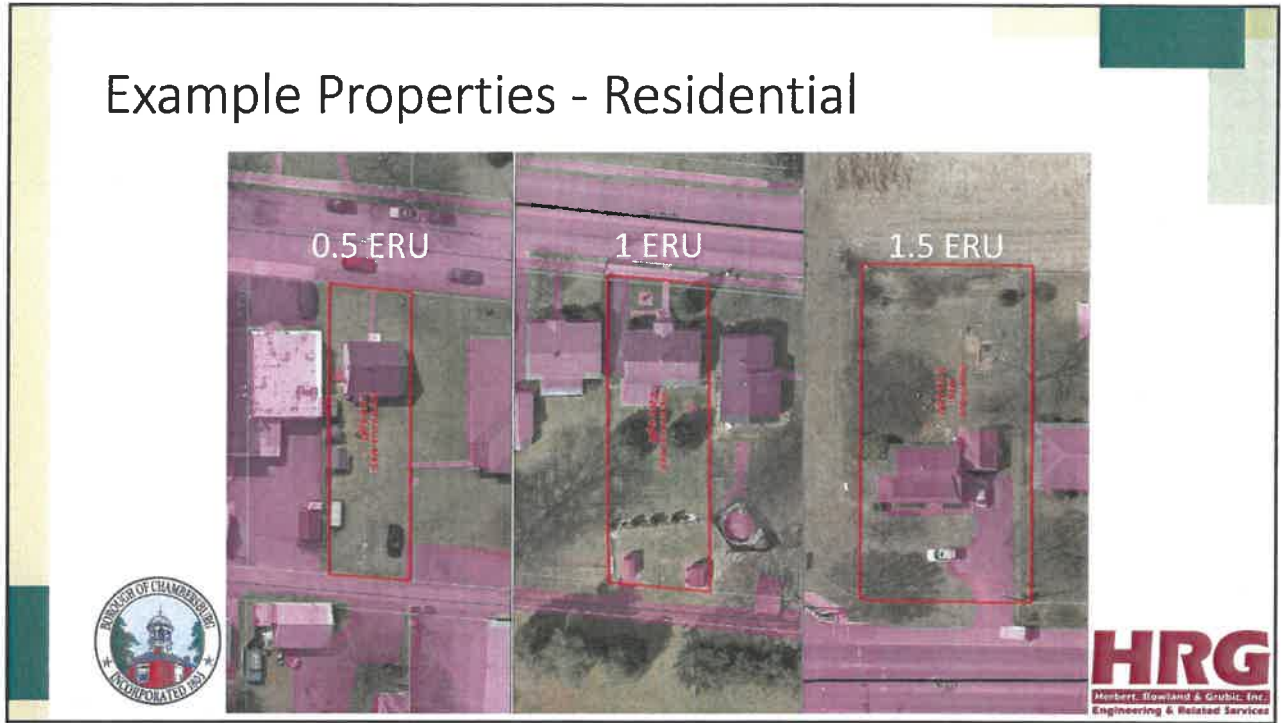 Example Properties - Residential
0.5 ERU
1 ERU
1.5 ERU
BOROUGH OF CHAMBERSBURG
INCORPORATED 1803
HRG
Herbert, Rowland & Grubic, Inc.
Engineering & Related Services